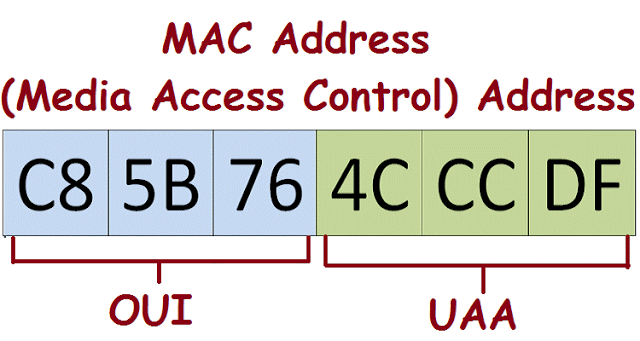 MAC Address
(Media Access Control) Address
C8 5B 76 4C CC DF
OUI UAA